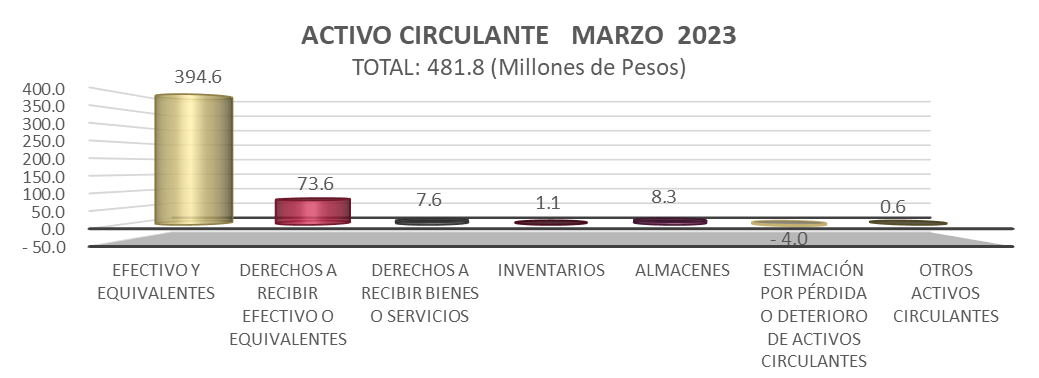 ACTIVO CIRCULANTE   MARZO  2023
TOTAL: 481.8 (Millones de Pesos)
400.0
350.0
300.0
250.0
200.0
150.0
100.0
50.0
0.0
- 50.0
394.6
73.6
7.6
1.1
8.3
- 4.0
0.6
EFECTIVO Y
EQUIVALENTES
DERECHOS A
RECIBIR
EFECTIVO O
EQUIVALENTES
DERECHOS A
RECIBIR BIENES
O SERVICIOS
INVENTARIOS
ALMACENES
ESTIMACIÓN
POR PÉRDIDA
O DETERIORO
DE ACTIVOS
CIRCULANTES
OTROS
ACTIVOS
CIRCULANTES